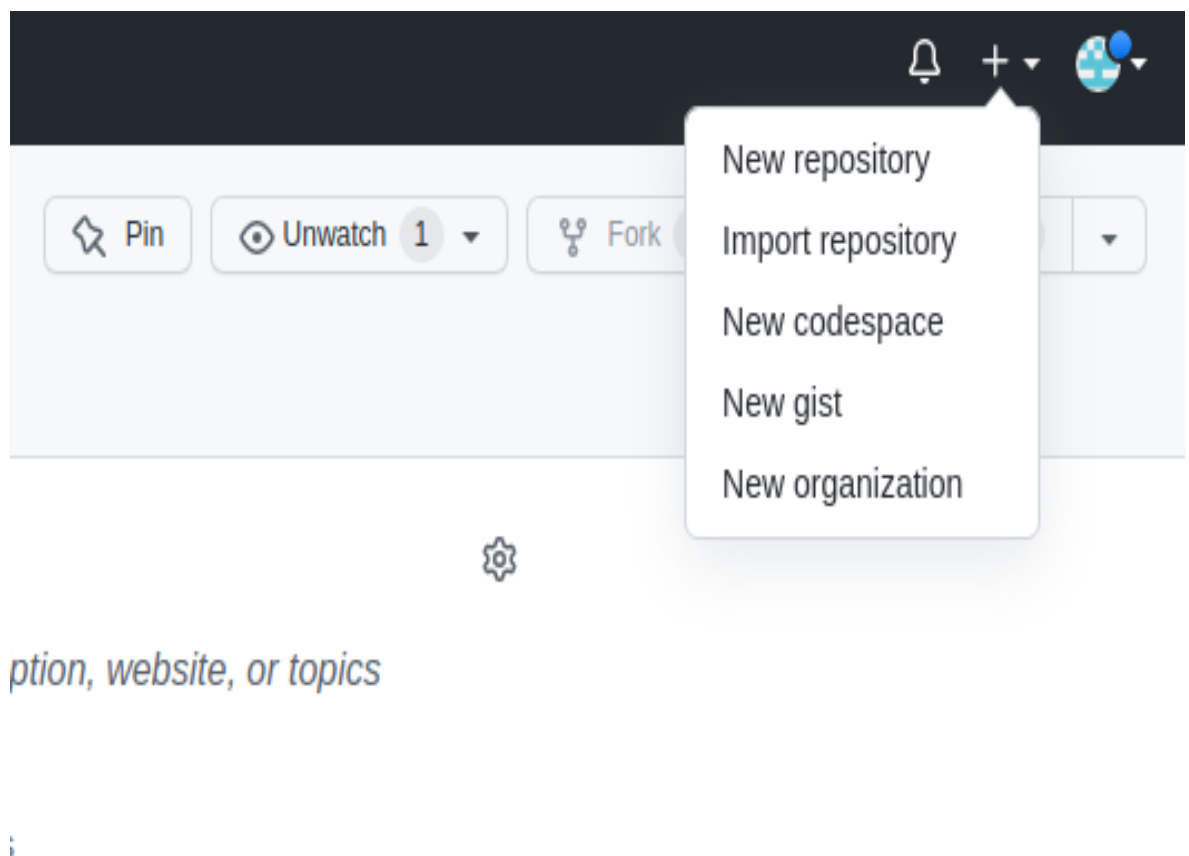 New repository
Import repository
New codespace
New gist
New organization
Pin
Unwatch 1
Fork
ption, website, or topics